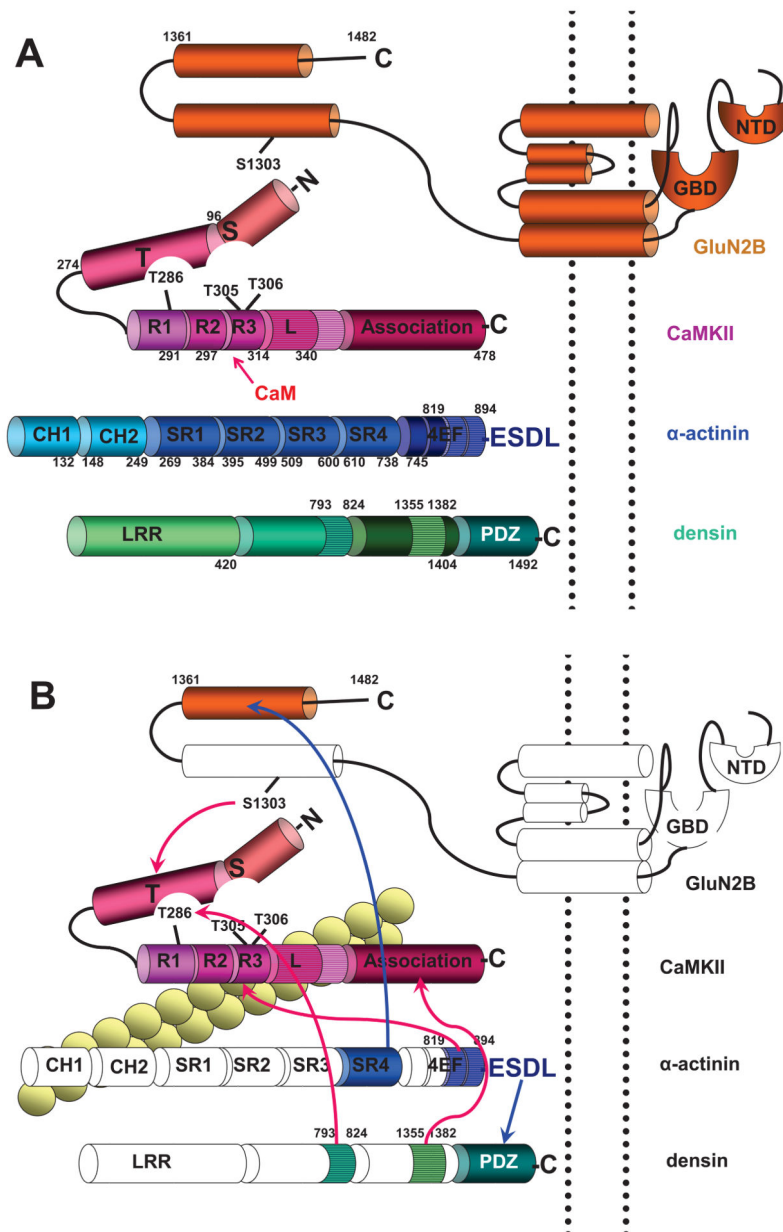 A
1361
1482
C
S1303
NTD
GBD
GluN2B
N
96
S
T
274
T286
T305
T306
R1
R2
R3
L
Association
C
291
297
314
340
478
CaMKII
CaM
819
894
CH1
CH2
SR1
SR2
SR3
SR4
4EF
ESDL
α-actinin
132
148
249
269
384
395
499
509
600
610
738
745
793
824
1355
1382
LRR
PDZ
C
densin
420
1404
1492
B
1361
1482
C
S1303
NTD
GBD
GluN2B
N
S
T
T286
T305
T306
R1
R2
R3
L
Association
C
CaMKII
819
894
CH1
CH2
SR1
SR2
SR3
SR4
4EF
ESDL
α-actinin
793
824
1355
1382
LRR
PDZ
C
densin